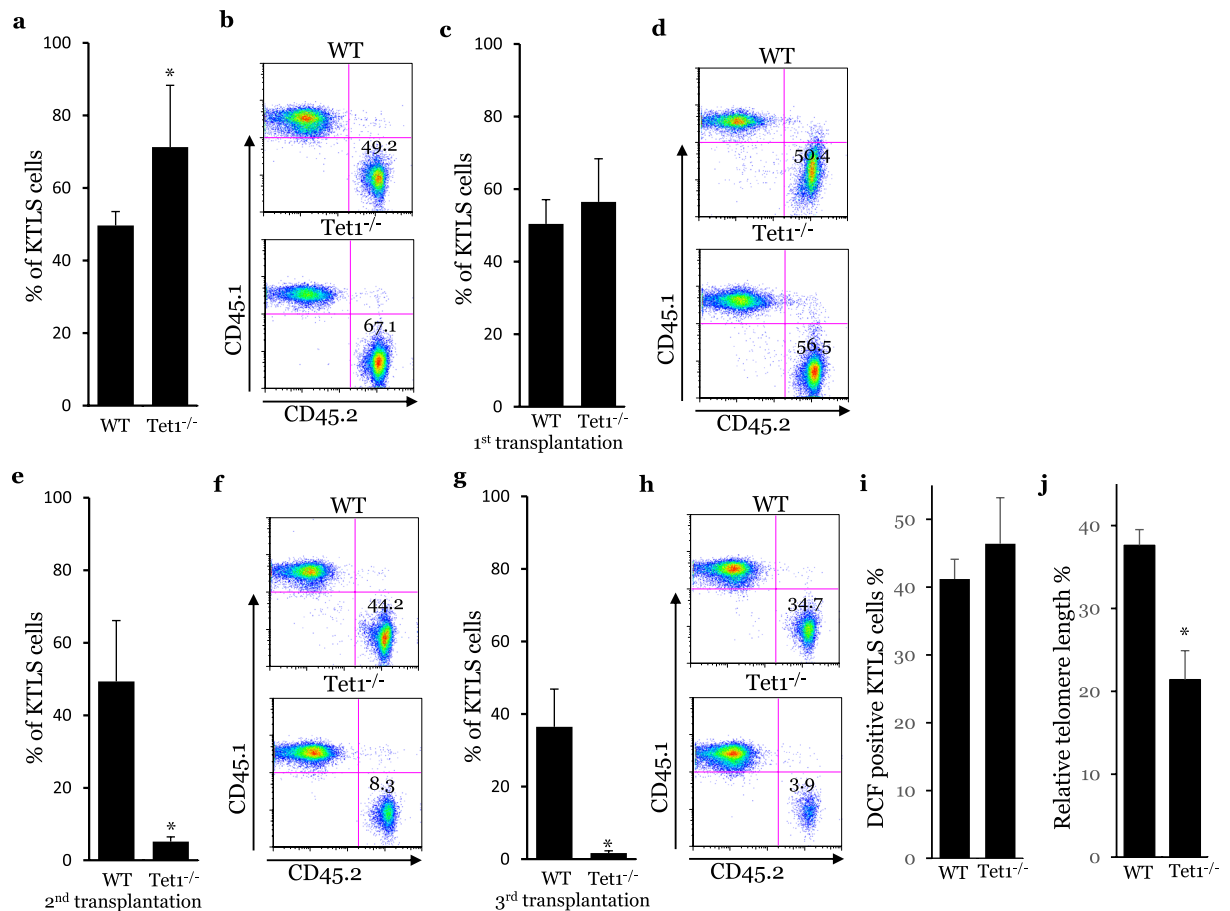 a
100
80
60
40
20
0
% of KTLS cells
*
WT
Tet1-/-
b
WT
49.2
Tet1-/-
67.1
CD45.1
CD45.2
c
100
80
60
40
20
0
% of KTLS cells
WT
Tet1-/-
1st transplantation
d
WT
50.4
Tet1-/-
56.5
CD45.1
CD45.2
e
100
80
60
40
20
0
% of KTLS cells
*
WT
Tet1-/-
2nd transplantation
f
WT
44.2
Tet1-/-
8.3
CD45.1
CD45.2
g
100
80
60
40
20
0
% of KTLS cells
*
WT
Tet1-/-
3rd transplantation
h
WT
34.7
Tet1-/-
3.9
CD45.1
CD45.2
i
50
40
30
20
10
0
DCF positive KTLS cells %
WT
Tet1-/-
j
40
30
20
10
0
Relative telomere length %
*
WT
Tet1-/-